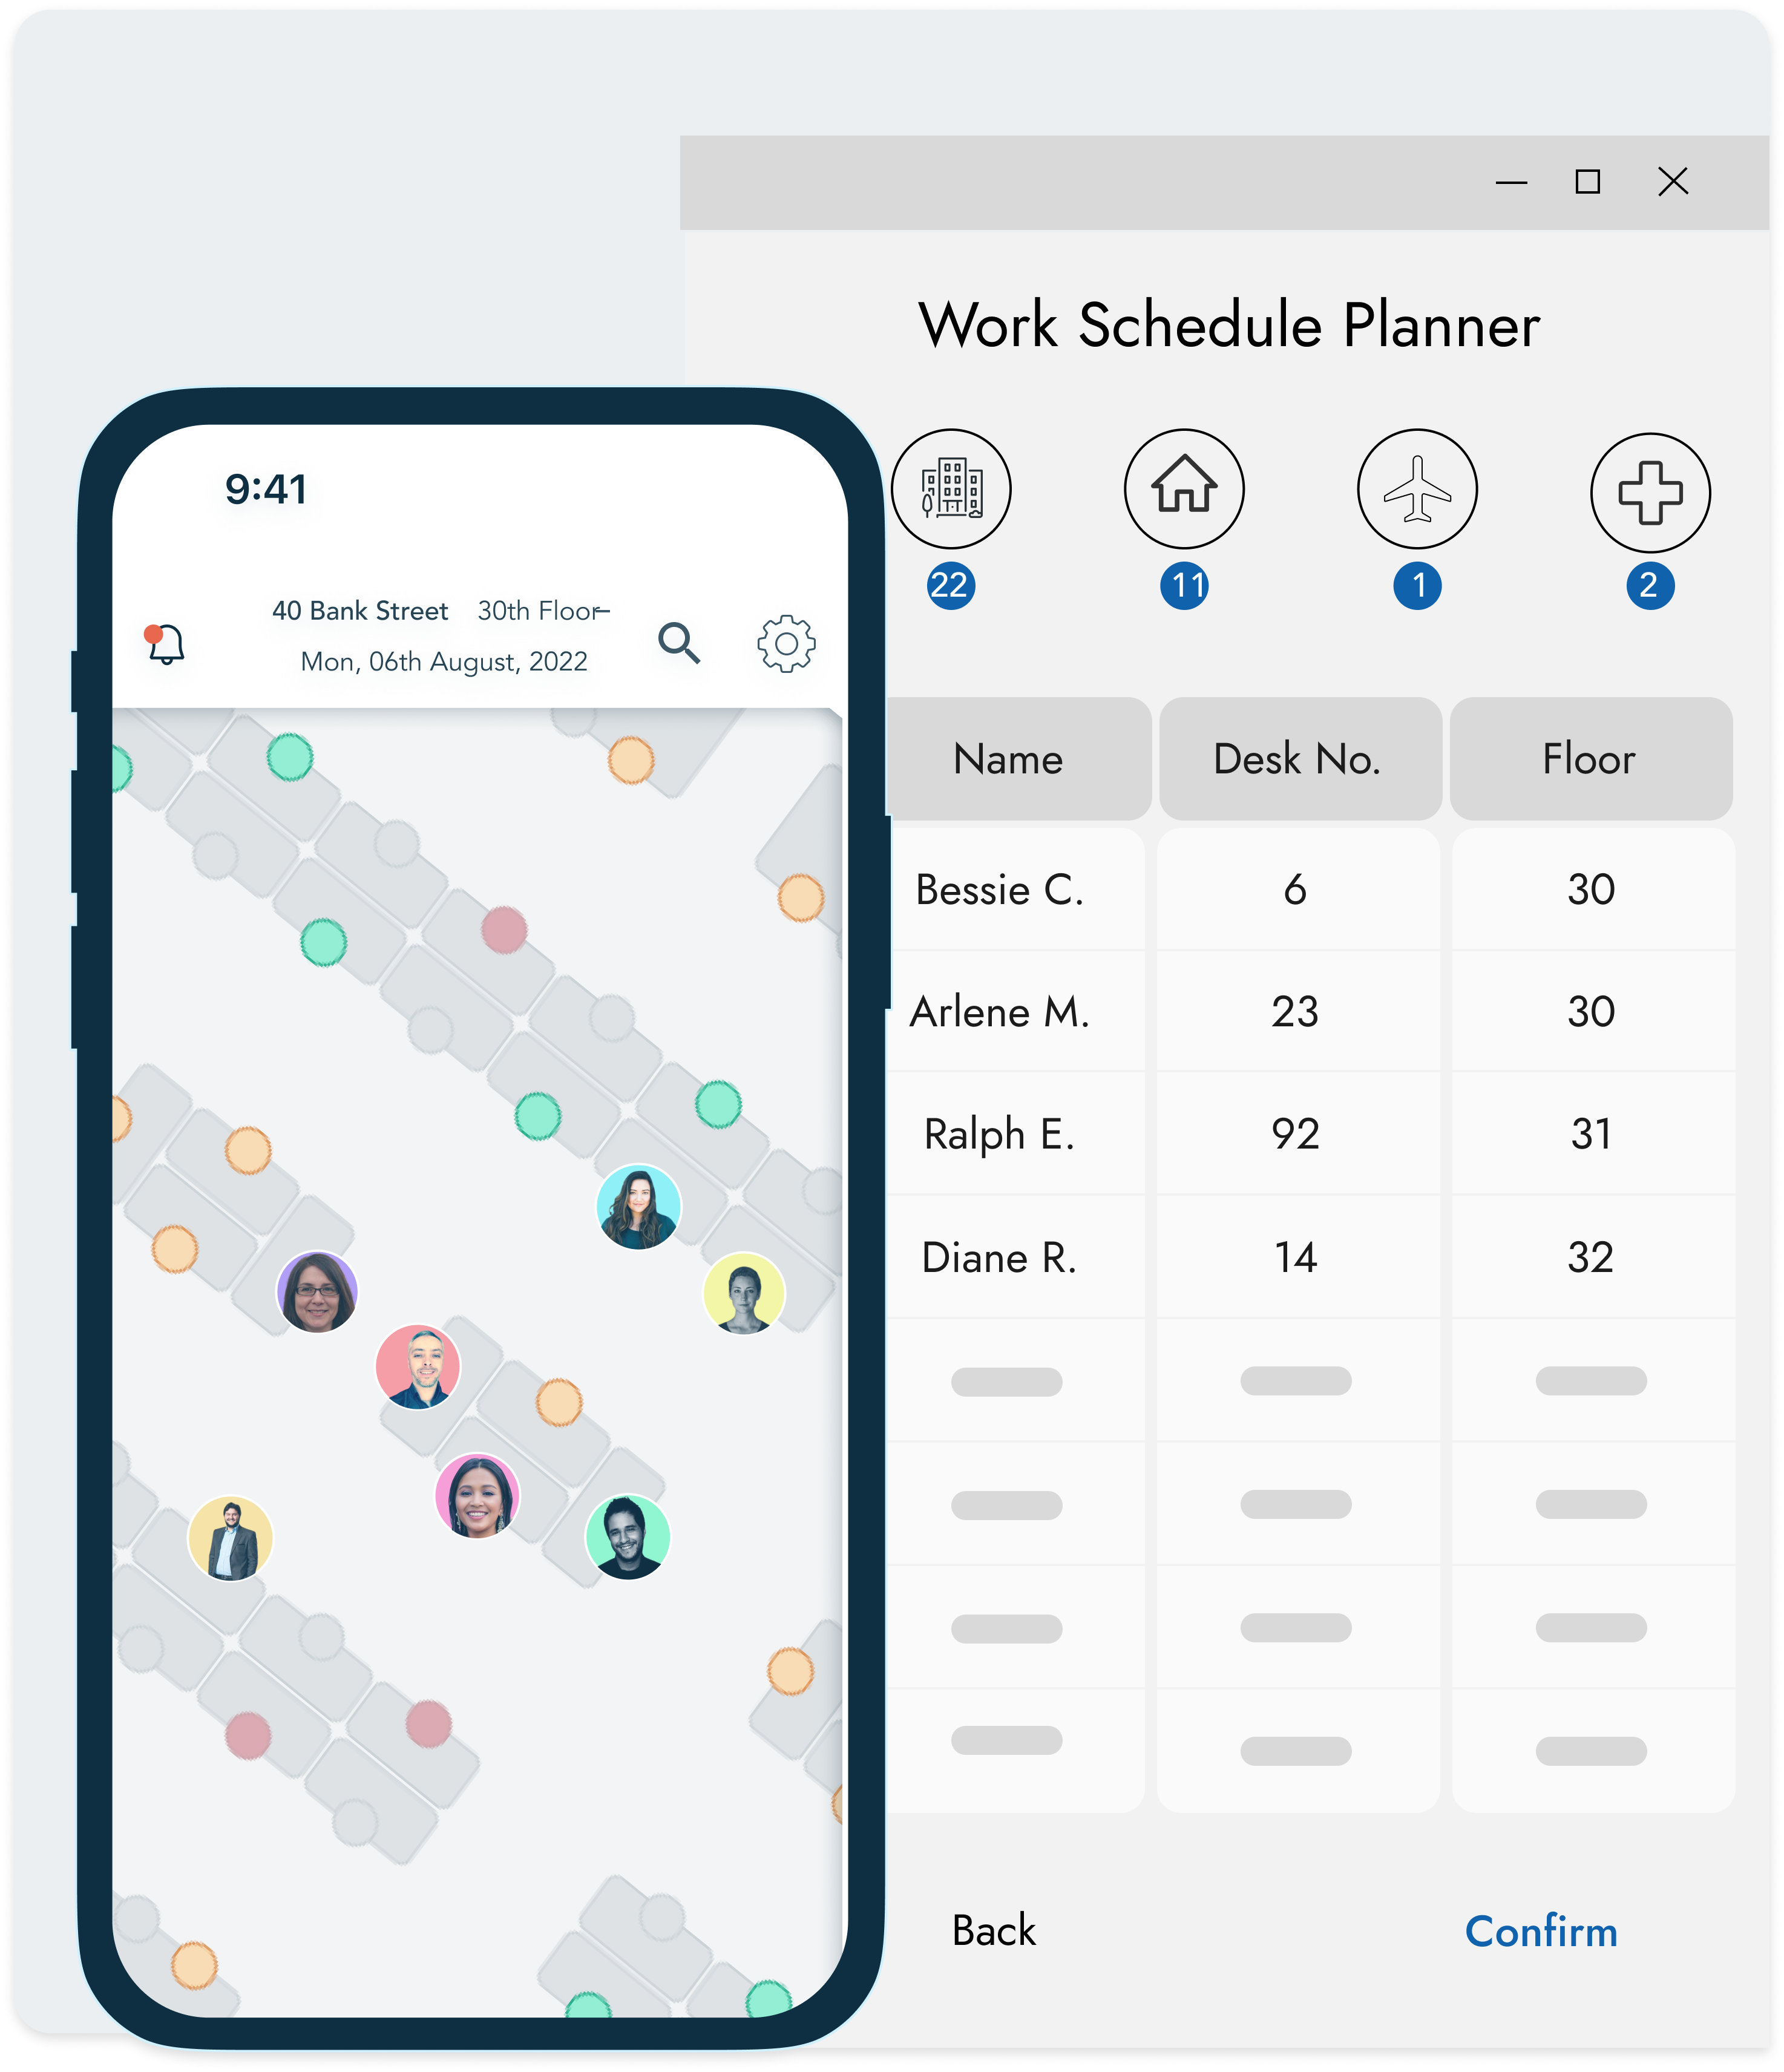 Work Schedule Planner
22 11 1 2
Name Desk No. Floor
Bessie C. 6 30
Arlene M. 23 30
Ralph E. 92 31
Diane R. 14 32
Back Confirm
9:41
40 Bank Street 30th Floor
Mon, 06th August, 2022